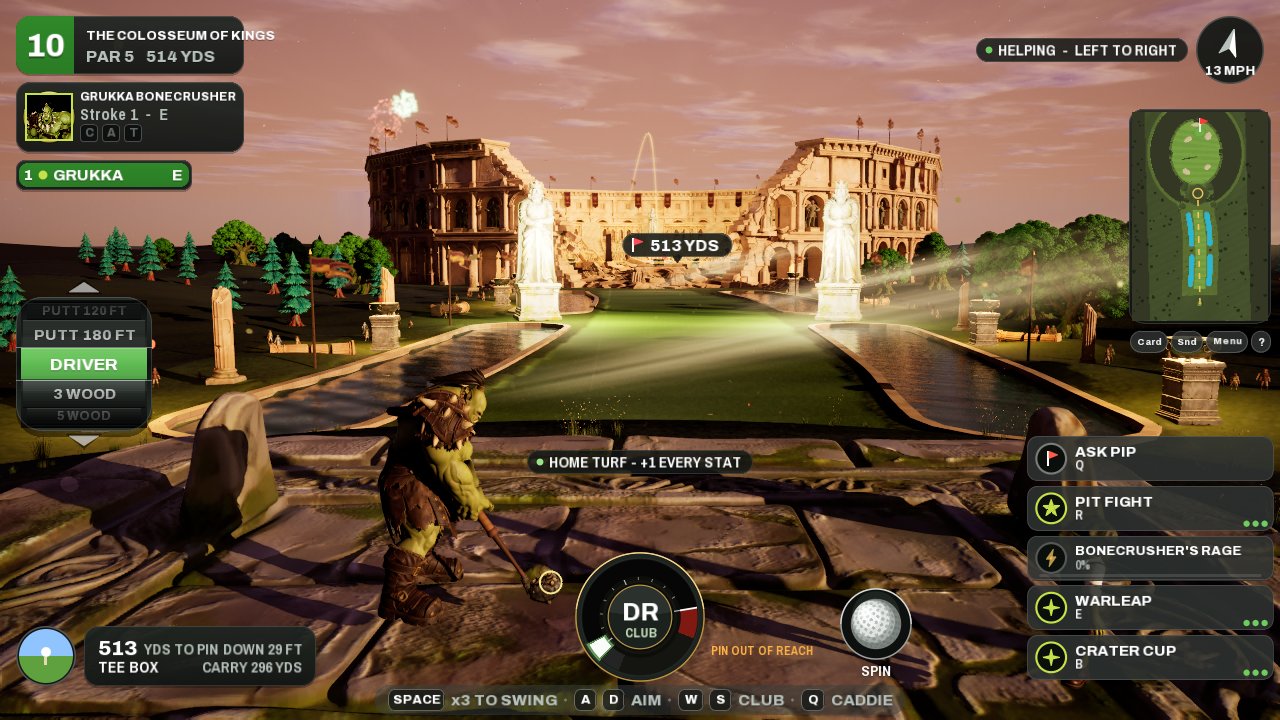 10
THE COLOSSEUM OF KINGS
PAR 5 514 YDS
GRUKKA BONECRUSHER
Stroke 1 - E
C A T
1 GRUKKA E
HELPING - LEFT TO RIGHT
13 MPH
513 YDS
Card Snd Menu ?
PUTT 120 FT
PUTT 180 FT
DRIVER
3 WOOD
5 WOOD
HOME TURF - +1 EVERY STAT
ASK PIP
Q
PIT FIGHT
R
BONECRUSHER'S RAGE
0%
WARLEAP
E
CRATER CUP
B
DR
CLUB
PIN OUT OF REACH
SPIN
513 YDS TO PIN DOWN 29 FT
TEE BOX CARRY 296 YDS
SPACE x3 TO SWING · A D AIM · W S CLUB · Q CADDIE